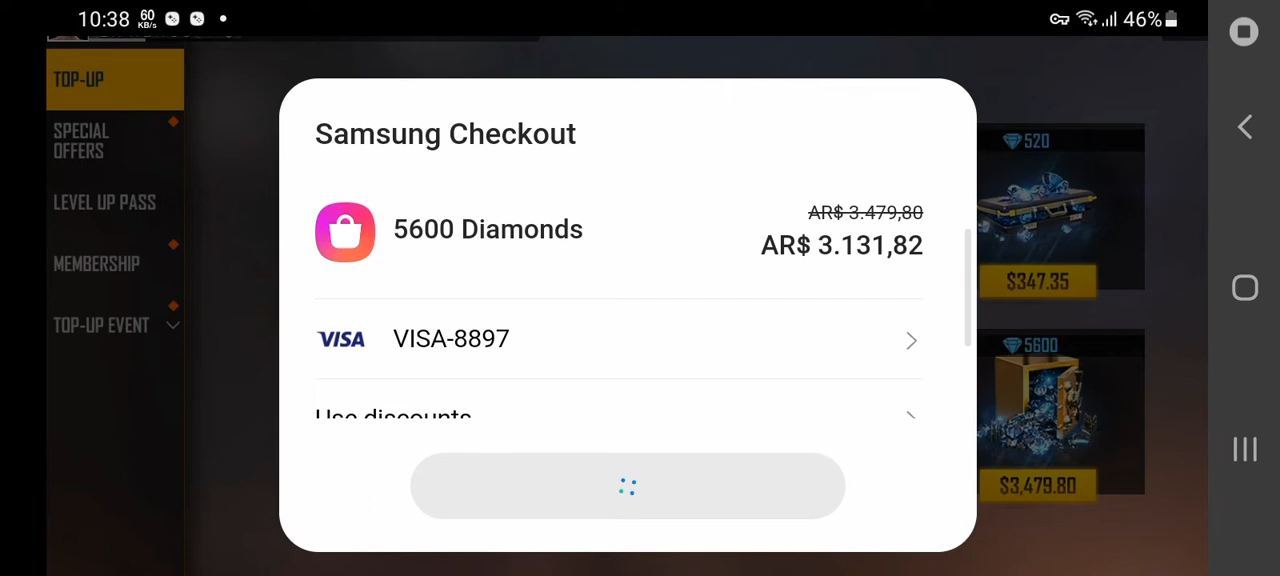 10:38 60 KB/s 46%
TOP-UP
SPECIAL
OFFERS
LEVEL UP PASS
MEMBERSHIP
TOP-UP EVENT
Samsung Checkout
5600 Diamonds
AR$ 3.479,80
AR$ 3.131,82
VISA VISA-8897
Use discounts
520
$347.35
5600
$3,479.80